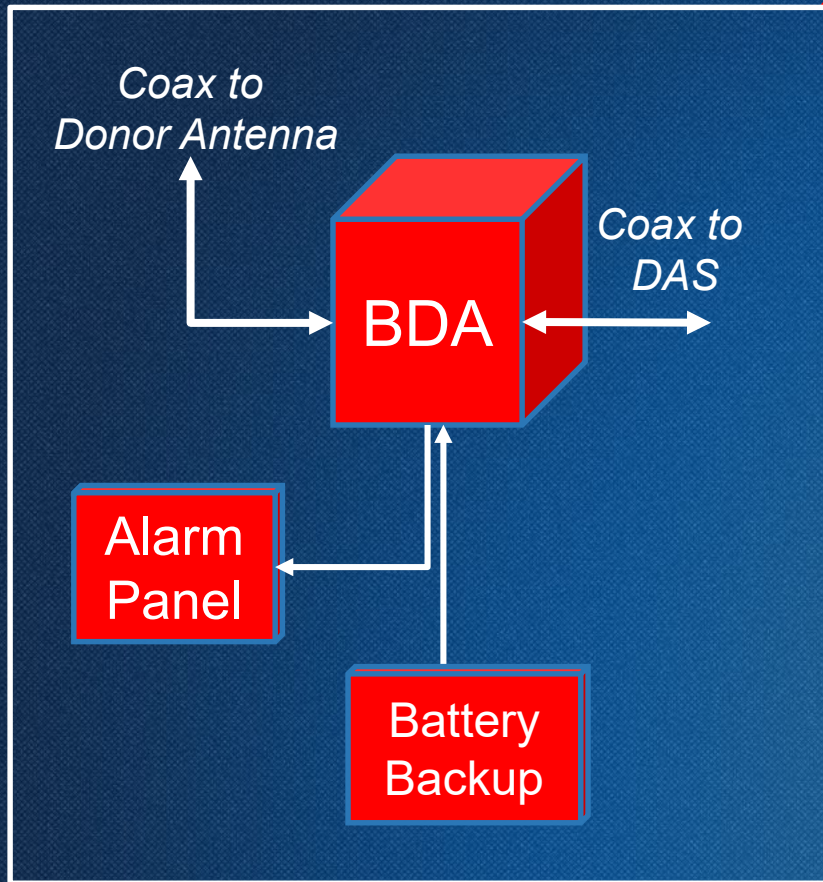 Coax to
Donor Antenna
Coax to
DAS
BDA
Alarm
Panel
Battery
Backup